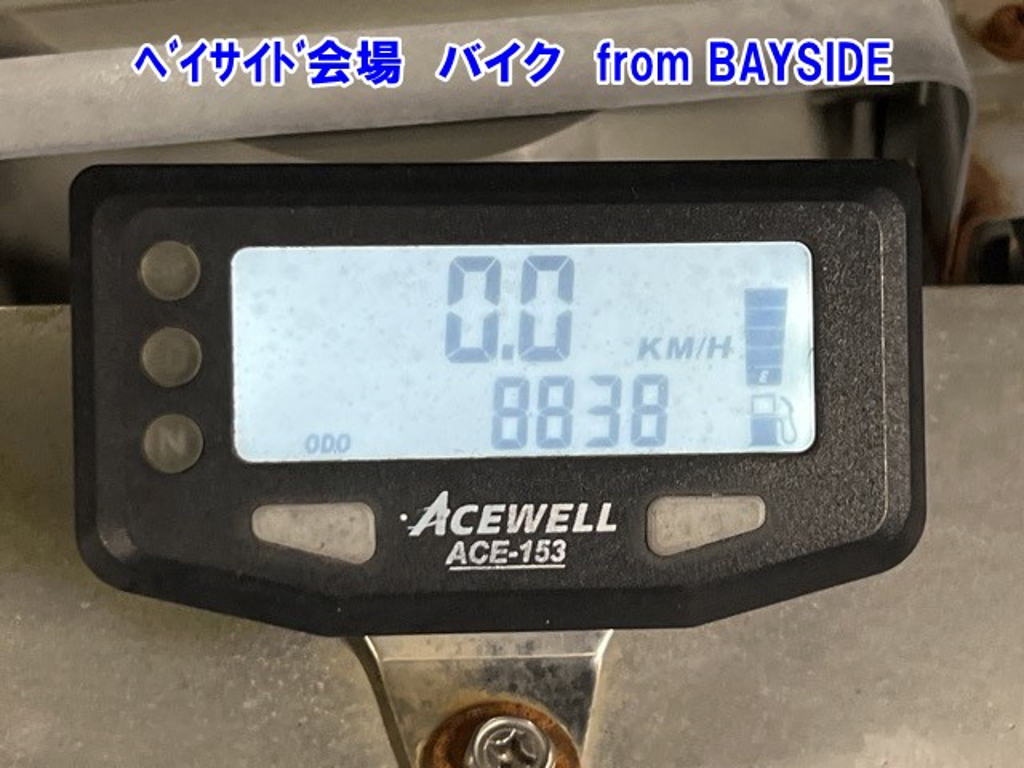 ﾍﾞｲｻｲﾄﾞ会場　バイク　from BAYSIDE
0.0 KM/H
E
ODO 8838
N
ACEWELL
ACE-153